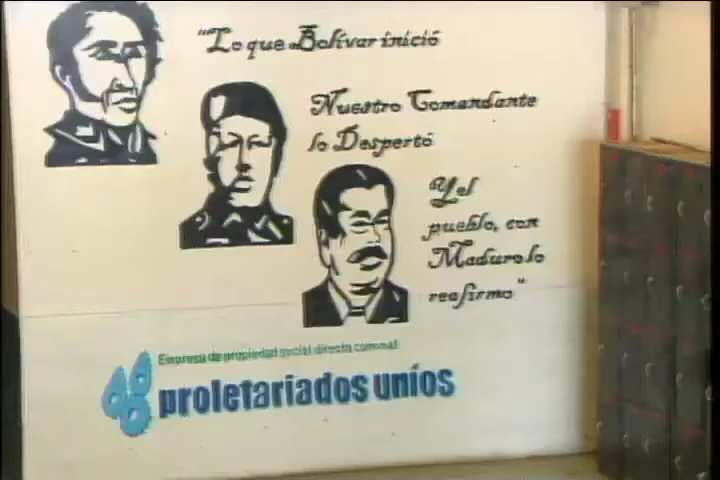 "Lo que Bolívar inició
Nuestro Comandante
lo Despertó
Y el
pueblo, con
Maduro lo
reafirmo"
Empresa de propiedad social directa comunal
proletariados unios